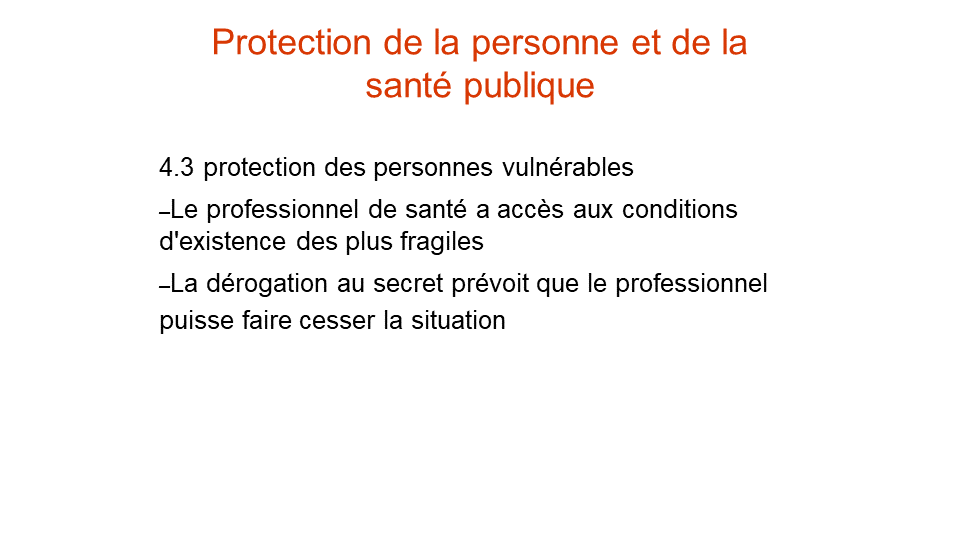 Protection de la personne et de la
santé publique
4.3 protection des personnes vulnérables
–Le professionnel de santé a accès aux conditions
d'existence des plus fragiles
–La dérogation au secret prévoit que le professionnel
puisse faire cesser la situation